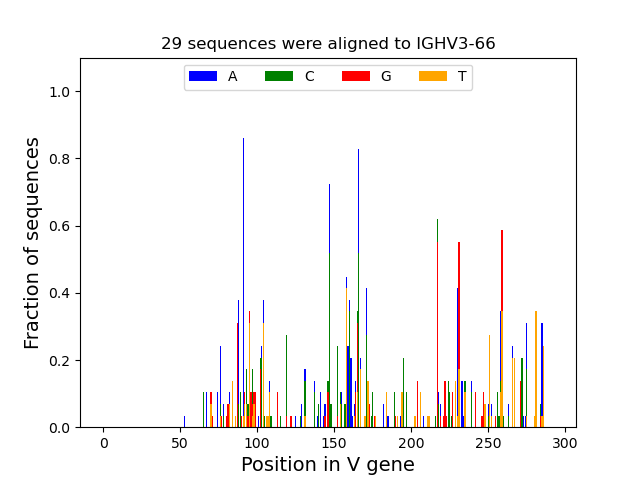 29 sequences were aligned to IGHV3-66
A C G T
1.0
0.8
0.6
0.4
0.2
0.0
Fraction of sequences
0 50 100 150 200 250 300
Position in V gene